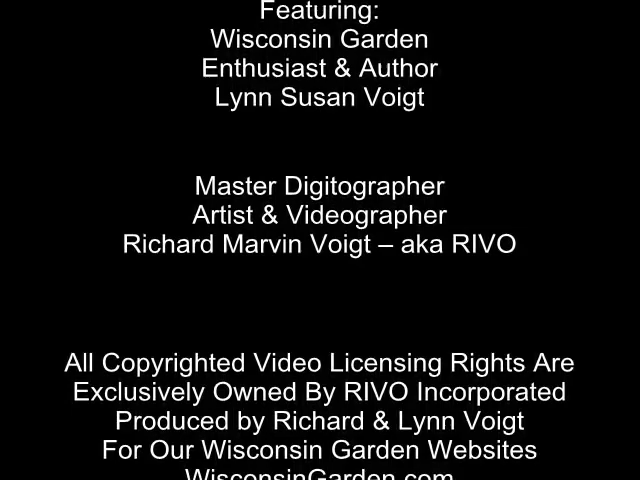 Featuring:
Wisconsin Garden
Enthusiast & Author
Lynn Susan Voigt
Master Digitographer
Artist & Videographer
Richard Marvin Voigt – aka RIVO
All Copyrighted Video Licensing Rights Are
Exclusively Owned By RIVO Incorporated
Produced by Richard & Lynn Voigt
For Our Wisconsin Garden Websites
WisconsinGarden.com